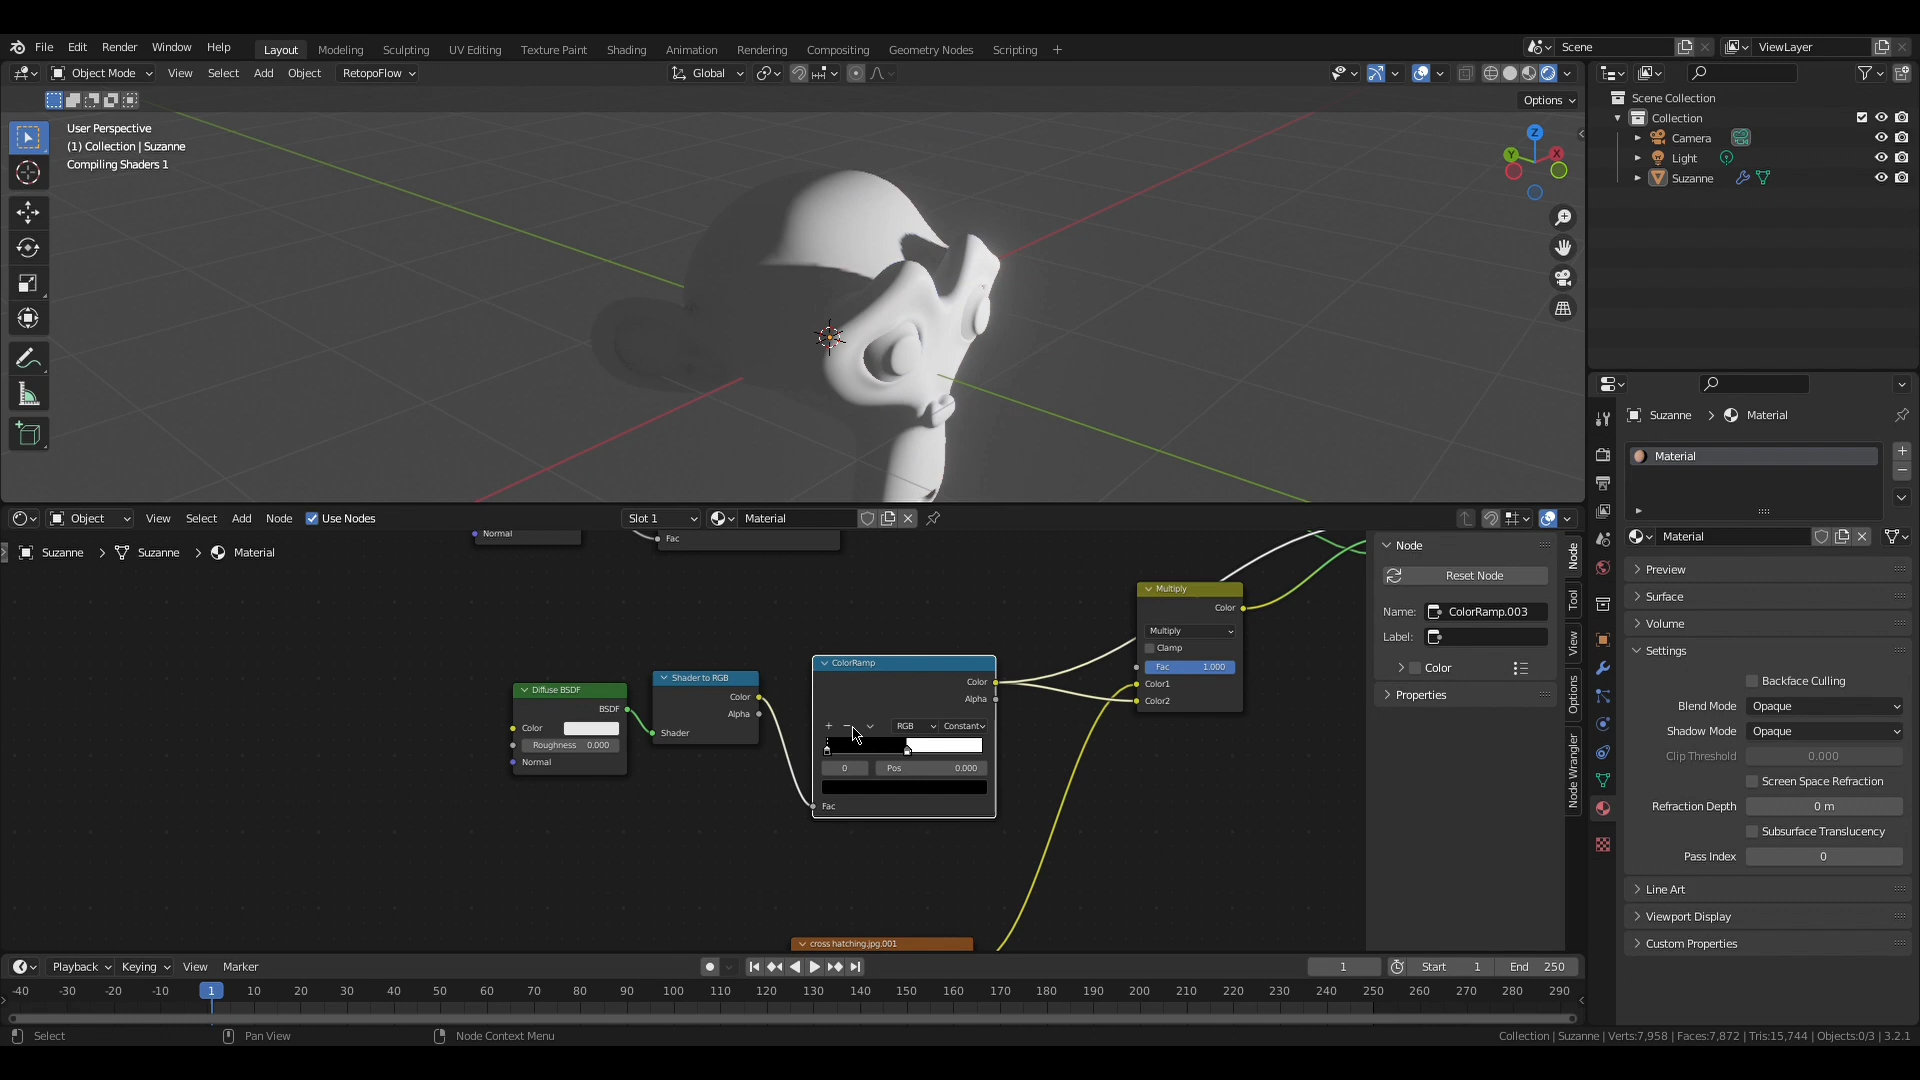 File Edit Render Window Help Layout Modeling Sculpting UV Editing Texture Paint Shading Animation Rendering Compositing Geometry Nodes Scripting + Scene ViewLayer
Object Mode View Select Add Object RetopoFlow Global
Options
User Perspective
(1) Collection | Suzanne
Compiling Shaders 1
Z
Y
X
Scene Collection
Collection
Camera
Light
Suzanne
Object View Select Add Node Use Nodes Slot 1 Material
Suzanne > Suzanne > Material
Normal
Fac
Diffuse BSDF
BSDF
Color
Roughness 0.000
Normal
Shader to RGB
Color
Alpha
Shader
ColorRamp
Color
Alpha
+ − RGB Constant
0 Pos 0.000
Fac
Multiply
Color
Multiply
Clamp
Fac 1.000
Color1
Color2
cross hatching.jpg.001
Node
Reset Node
Name: ColorRamp.003
Label:
Color
Properties
Node
Tool
View
Options
Node Wrangler
Suzanne > Material
Material
Material
Preview
Surface
Volume
Settings
Backface Culling
Blend Mode Opaque
Shadow Mode Opaque
Clip Threshold 0.000
Screen Space Refraction
Refraction Depth 0 m
Subsurface Translucency
Pass Index 0
Line Art
Viewport Display
Custom Properties
Playback Keying View Marker 1 Start 1 End 250
-40 -30 -20 -10 1 10 20 30 40 50 60 70 80 90 100 110 120 130 140 150 160 170 180 190 200 210 220 230 240 250 260 270 280 290
Select Pan View Node Context Menu Collection | Suzanne | Verts:7,958 | Faces:7,872 | Tris:15,744 | Objects:0/3 | 3.2.1